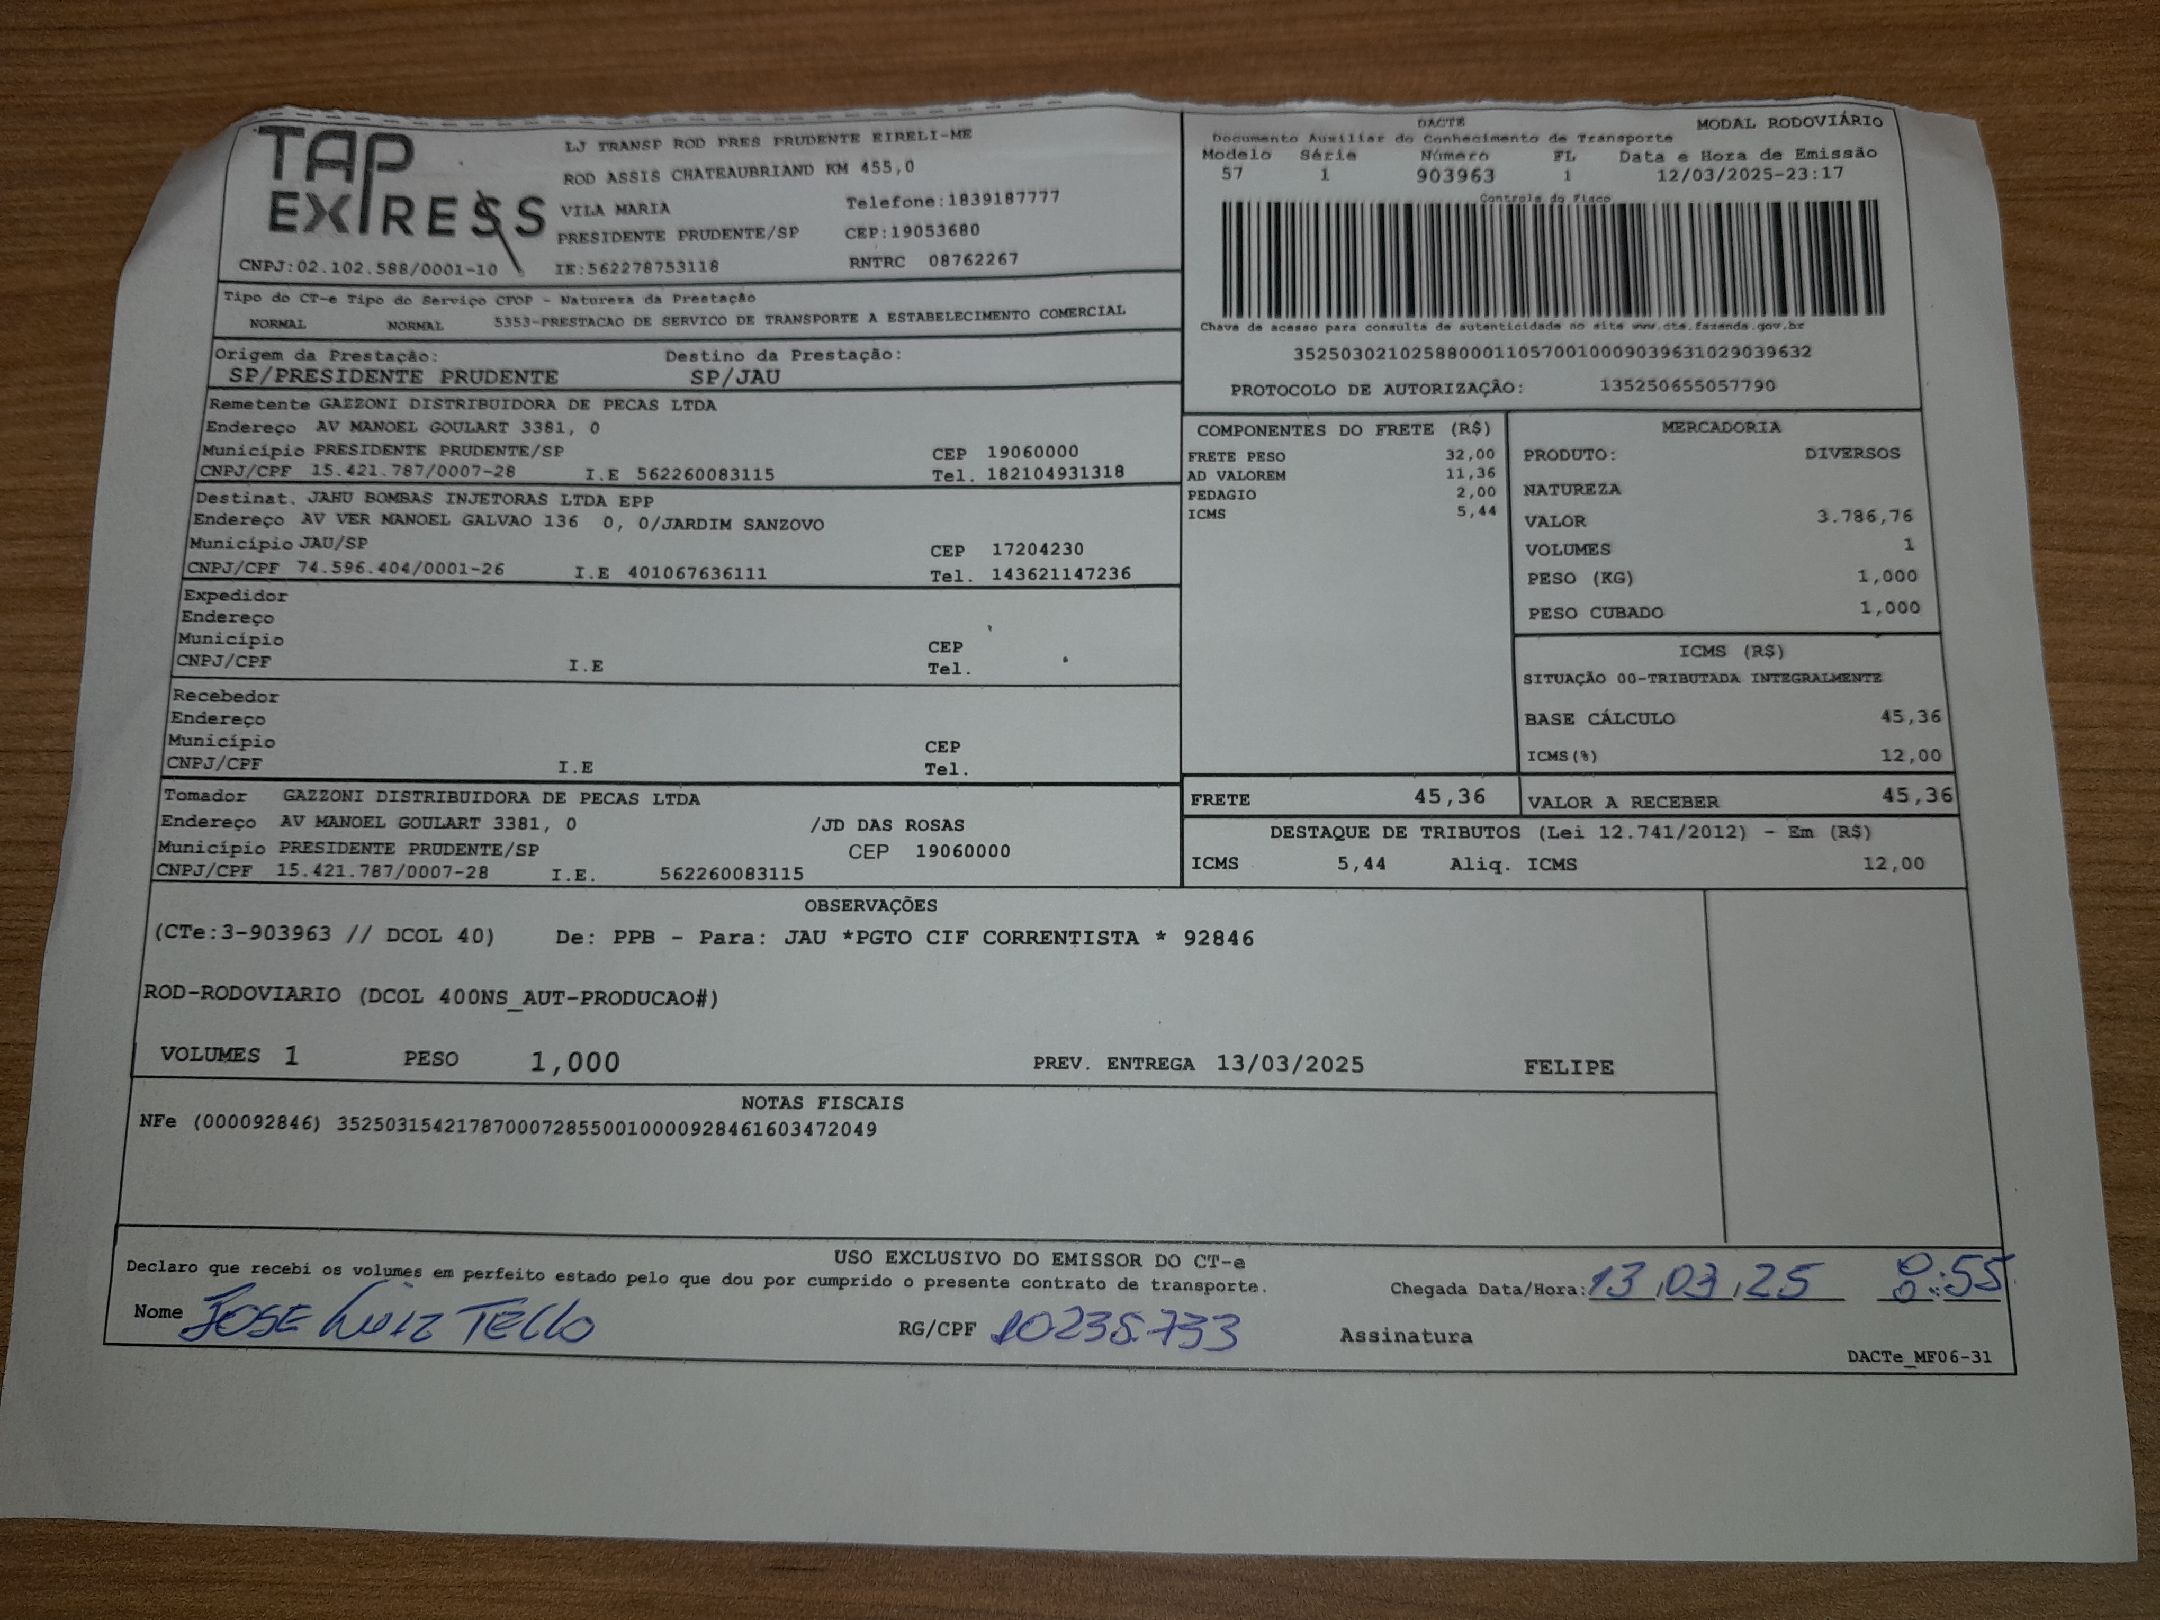 TAP
EXPRESS
LJ TRANSP ROD PRES PRUDENTE EIRELI-ME
ROD ASSIS CHATEAUBRIAND KM 455,0
VILA MARIA Telefone:1839187777
PRESIDENTE PRUDENTE/SP CEP:19053680
CNPJ:02.102.588/0001-10 IE:562278753118 RNTRC 08762267
DACTE MODAL RODOVIÁRIO
Documento Auxiliar do Conhecimento de Transporte
Modelo Série Número FL Data e Hora de Emissão
57 1 903963 1 12/03/2025-23:17
Controle do Fisco
Chave de acesso para consulta de autenticidade no site www.cte.fazenda.gov.br
35250302102588000110570010009039631029039632
PROTOCOLO DE AUTORIZAÇÃO: 135250655057790
Tipo do CT-e Tipo do Serviço CFOP - Natureza da Prestação
NORMAL NORMAL 5353-PRESTACAO DE SERVICO DE TRANSPORTE A ESTABELECIMENTO COMERCIAL
Origem da Prestação: Destino da Prestação:
SP/PRESIDENTE PRUDENTE SP/JAU
Remetente GAZZONI DISTRIBUIDORA DE PECAS LTDA
Endereço AV MANOEL GOULART 3381, 0
Município PRESIDENTE PRUDENTE/SP CEP 19060000
CNPJ/CPF 15.421.787/0007-28 I.E 562260083115 Tel. 182104931318
Destinat. JAHU BOMBAS INJETORAS LTDA EPP
Endereço AV VER MANOEL GALVAO 136 0, 0/JARDIM SANZOVO
Município JAU/SP CEP 17204230
CNPJ/CPF 74.596.404/0001-26 I.E 401067636111 Tel. 143621147236
Expedidor
Endereço
Município CEP
CNPJ/CPF I.E Tel.
Recebedor
Endereço
Município CEP
CNPJ/CPF I.E Tel.
Tomador GAZZONI DISTRIBUIDORA DE PECAS LTDA
Endereço AV MANOEL GOULART 3381, 0 /JD DAS ROSAS
Município PRESIDENTE PRUDENTE/SP CEP 19060000
CNPJ/CPF 15.421.787/0007-28 I.E. 562260083115
COMPONENTES DO FRETE (R$)
FRETE PESO 32,00
AD VALOREM 11,36
PEDAGIO 2,00
ICMS 5,44
MERCADORIA
PRODUTO: DIVERSOS
NATUREZA
VALOR 3.786,76
VOLUMES 1
PESO (KG) 1,000
PESO CUBADO 1,000
ICMS (R$)
SITUAÇÃO 00-TRIBUTADA INTEGRALMENTE
BASE CÁLCULO 45,36
ICMS(%) 12,00
FRETE 45,36 VALOR A RECEBER 45,36
DESTAQUE DE TRIBUTOS (Lei 12.741/2012) - Em (R$)
ICMS 5,44 Aliq. ICMS 12,00
OBSERVAÇÕES
(CTe:3-903963 // DCOL 40) De: PPB - Para: JAU *PGTO CIF CORRENTISTA * 92846
ROD-RODOVIARIO (DCOL 400NS_AUT-PRODUCAO#)
VOLUMES 1 PESO 1,000 PREV. ENTREGA 13/03/2025 FELIPE
NOTAS FISCAIS
NFe (000092846) 35250315421787000728550010000928461603472049
USO EXCLUSIVO DO EMISSOR DO CT-e
Declaro que recebi os volumes em perfeito estado pelo que dou por cumprido o presente contrato de transporte. Chegada Data/Hora: 13,03,25 8:55
Nome JOSE LUIZ TELLO RG/CPF 10235.733 Assinatura
DACTe_MF06-31